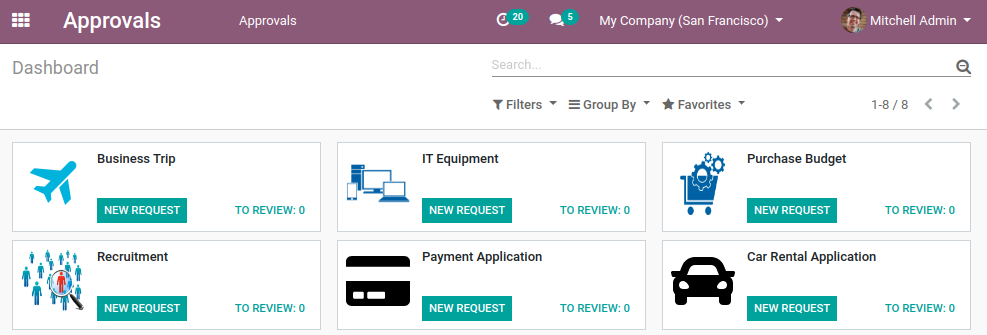 Approvals Approvals 20 5 My Company (San Francisco) Mitchell Admin
Dashboard Search...
Filters Group By Favorites 1-8 / 8
Business Trip IT Equipment Purchase Budget
NEW REQUEST TO REVIEW: 0 NEW REQUEST TO REVIEW: 0 NEW REQUEST TO REVIEW: 0
Recruitment Payment Application Car Rental Application
NEW REQUEST TO REVIEW: 0 NEW REQUEST TO REVIEW: 0 NEW REQUEST TO REVIEW: 0